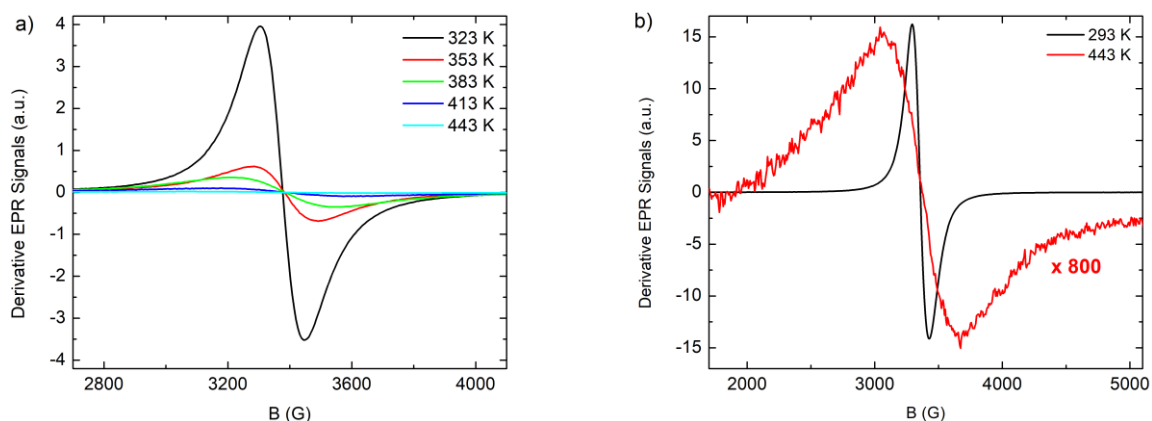 a)
4
3
2
1
0
-1
-2
-3
-4
Derivative EPR Signals (a.u.)
323 K
353 K
383 K
413 K
443 K
2800 3200 3600 4000
B (G)
b)
15
10
5
0
-5
-10
-15
Derivative EPR Signals (a.u.)
293 K
443 K
x 800
2000 3000 4000 5000
B (G)